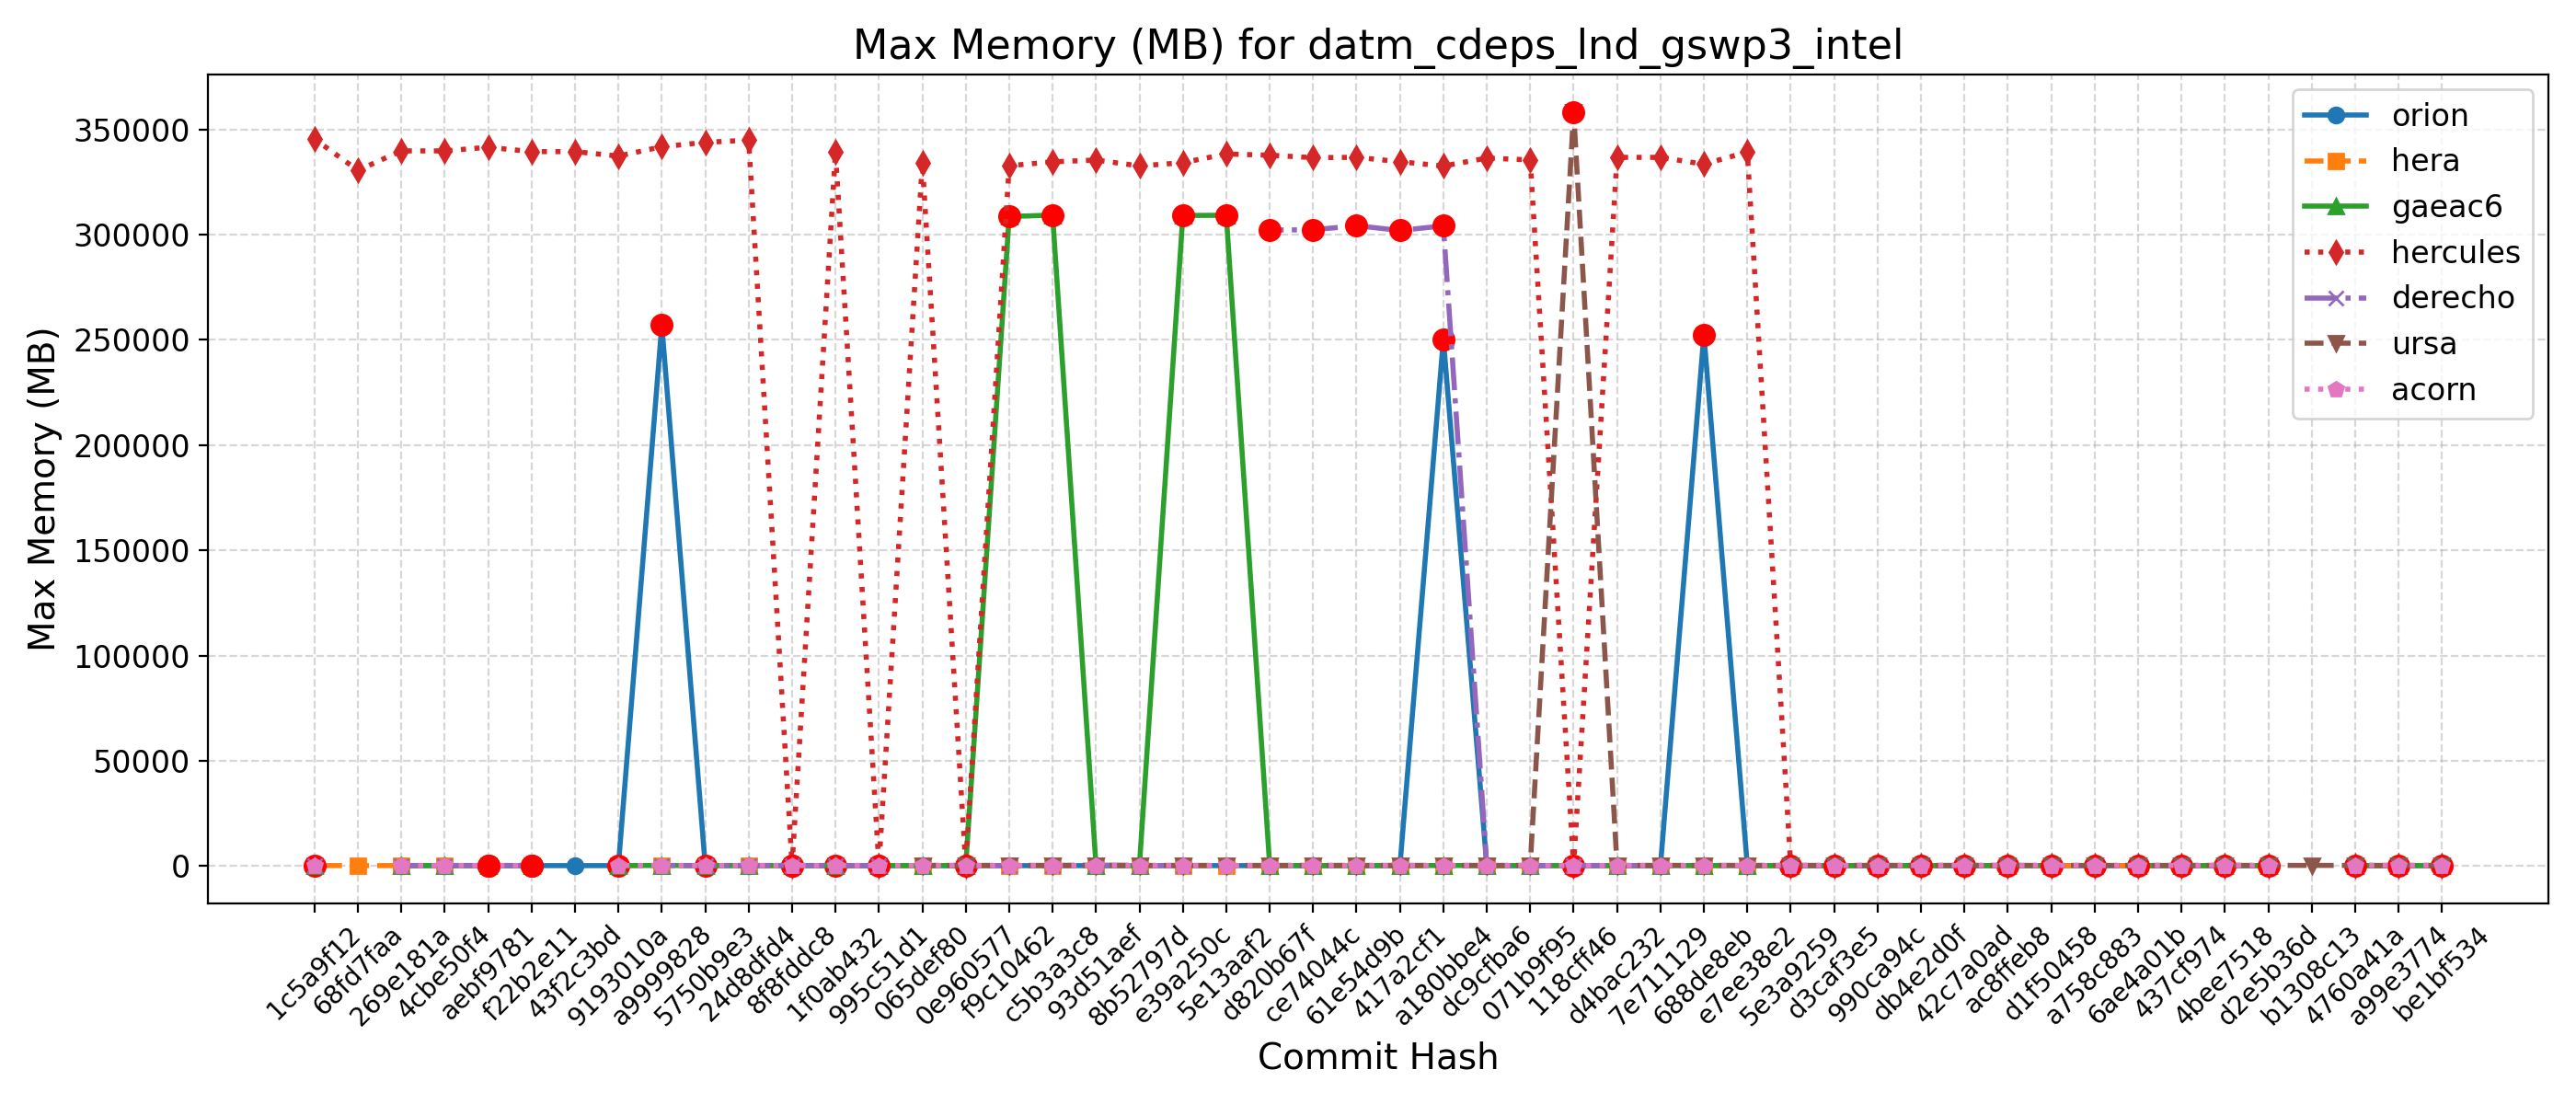 Max Memory (MB) for datm_cdeps_lnd_gswp3_intel
Max Memory (MB)
350000
300000
250000
200000
150000
100000
50000
0
orion
hera
gaeac6
hercules
derecho
ursa
acorn
1c5a9f12
68fd7faa
269e181a
4cbe50f4
aebf9781
f22b2e11
43f2c3bd
9193010a
a9999828
5750b9e3
24d8dfd4
8f8fddc8
1f0ab432
995c51d1
065def80
0e960577
f9c10462
c5b3a3c8
93d51aef
8b52797d
e39a250c
5e13aaf2
d820b67f
ce74044c
61e54d9b
417a2cf1
a180bbe4
dc9cfba6
071b9f95
118cff46
d4bac232
7e711129
688de8eb
e7ee38e2
5e3a9259
d3caf3e5
990ca94c
db4e2d0f
42c7a0ad
ac8ffeb8
d1f50458
a758c883
6ae4a01b
437cf974
4bee7518
d2e5b36d
b1308c13
4760a41a
a99e3774
be1bf534
Commit Hash